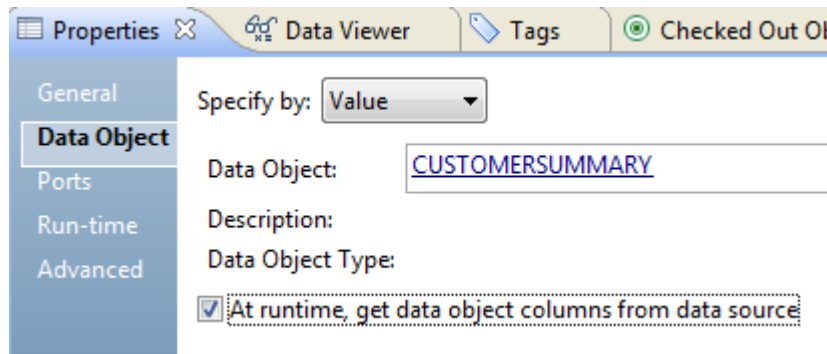 Properties Data Viewer Tags Checked Out Ob
General
Specify by: Value
Data Object
Data Object: CUSTOMERSUMMARY
Ports
Description:
Run-time
Data Object Type:
Advanced
At runtime, get data object columns from data source